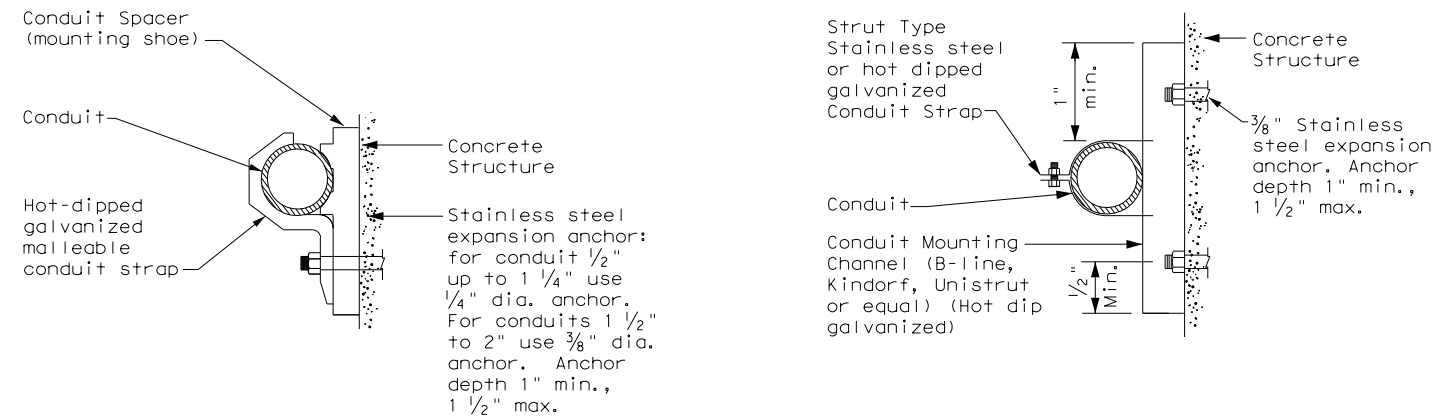 Conduit Spacer
(mounting shoe)
Conduit
Hot-dipped
galvanized
malleable
conduit strap
Concrete
Structure
Stainless steel
expansion anchor:
for conduit 1/2"
up to 1 1/4" use
1/4" dia. anchor.
For conduits 1 1/2"
to 2" use 3/8" dia.
anchor. Anchor
depth 1" min.,
1 1/2" max.
Strut Type
Stainless steel
or hot dipped
galvanized
Conduit Strap
1"
min.
Conduit
Conduit Mounting
Channel (B-line,
Kindorf, Unistrut
or equal) (Hot dip
galvanized)
1/2"
Min.
Concrete
Structure
3/8" Stainless
steel expansion
anchor. Anchor
depth 1" min.,
1 1/2" max.